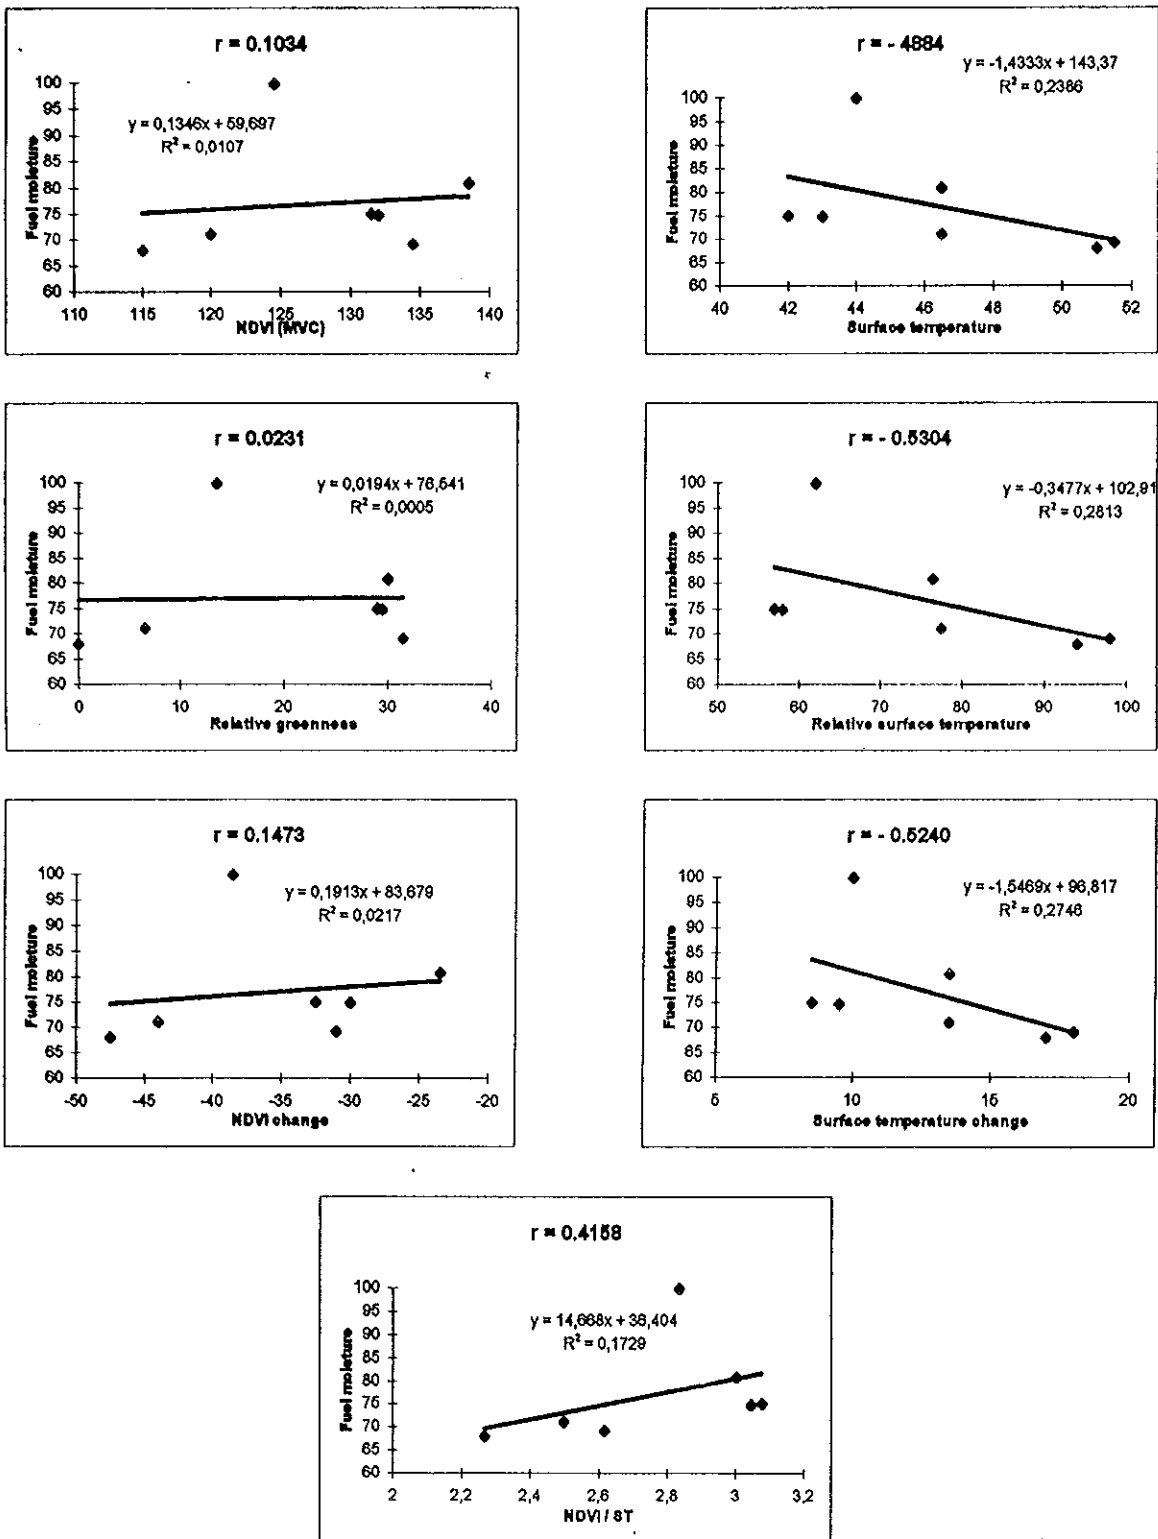 r = 0.1034
y = 0,1346x + 59,697
R² = 0,0107
Fuel moisture
100
95
90
85
80
75
70
65
60
110 115 120 125 130 135 140
NDVI (MVC)
r = - 4884
y = -1,4333x + 143,37
R² = 0,2386
Fuel moisture
100
95
90
85
80
75
70
65
60
40 42 44 46 48 50 52
Surface temperature
r = 0.0231
y = 0,0194x + 76,541
R² = 0,0005
Fuel moisture
100
95
90
85
80
75
70
65
60
0 10 20 30 40
Relative greenness
r = - 0.5304
y = -0,3477x + 102,91
R² = 0,2813
Fuel moisture
100
95
90
85
80
75
70
65
60
50 60 70 80 90 100
Relative surface temperature
r = 0.1473
y = 0,1913x + 83,679
R² = 0,0217
Fuel moisture
100
95
90
85
80
75
70
65
60
-50 -45 -40 -35 -30 -25 -20
NDVI change
r = - 0.5240
y = -1,5469x + 96,817
R² = 0,2746
Fuel moisture
100
95
90
85
80
75
70
65
60
5 10 15 20
Surface temperature change
r = 0.4158
y = 14,668x + 36,404
R² = 0,1729
Fuel moisture
100
95
90
85
80
75
70
65
60
2 2,2 2,4 2,6 2,8 3 3,2
NDVI / ST